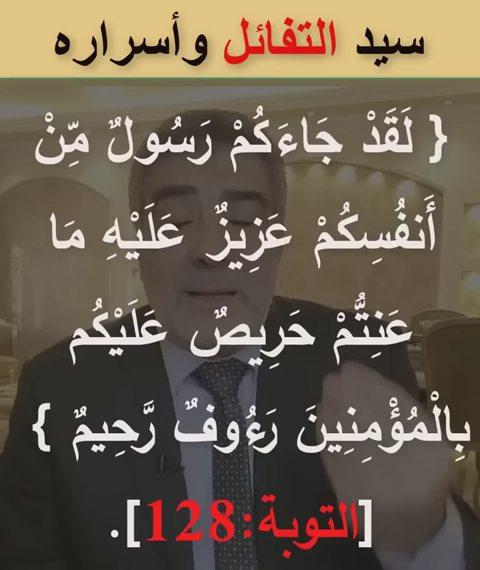 سيد التفائل وأسراره
{ لَقَدْ جَاءَكُمْ رَسُولٌ مِّنْ
أَنفُسِكُمْ عَزِيزٌ عَلَيْهِ مَا
عَنِتُّمْ حَرِيصٌ عَلَيْكُم
بِالْمُؤْمِنِينَ رَءُوفٌ رَّحِيمٌ }
[التوبة:128].